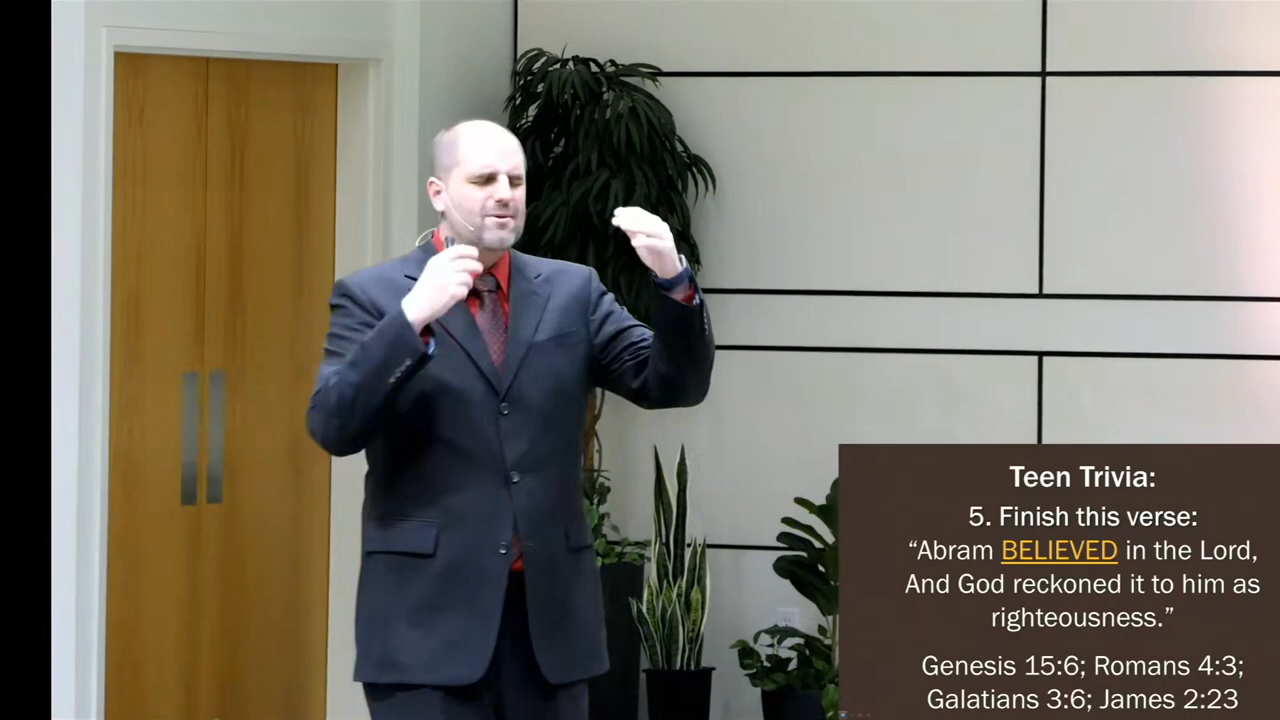 Teen Trivia:
5. Finish this verse:
“Abram BELIEVED in the Lord,
And God reckoned it to him as
righteousness.”
Genesis 15:6; Romans 4:3;
Galatians 3:6; James 2:23